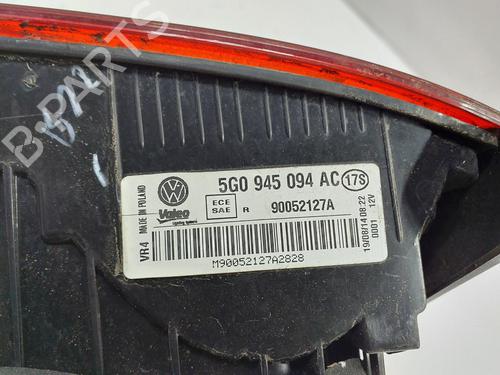 B-PARTS
VR4 MADE IN POLAND
Valeo
5G0 945 094 AC 17S
ECE
SAE R 90052127A
M90052127A2828
19/08/14 08:22
0001 12V